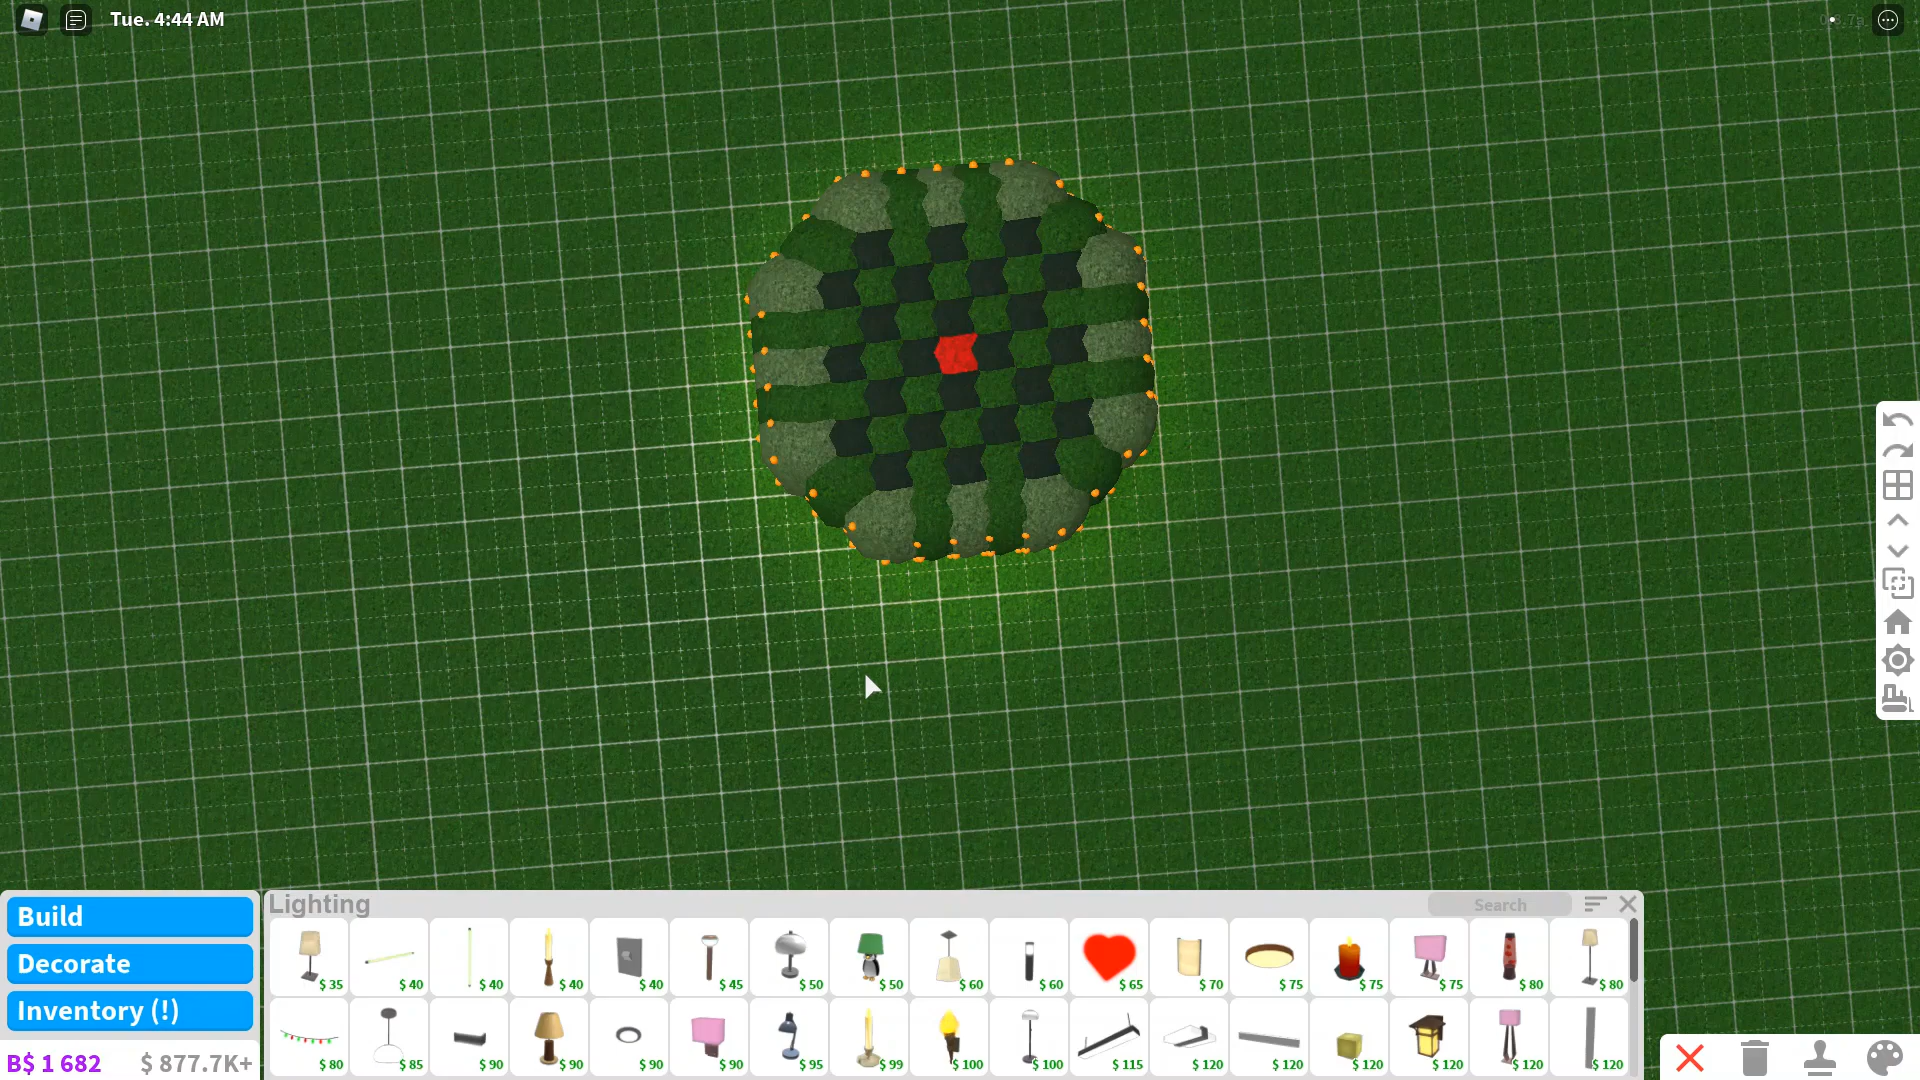 Tue. 4:44 AM
Build
Decorate
Inventory (!)
B$ 1 682 $ 877.7K+
Lighting
Search
$ 35 $ 40 $ 40 $ 40 $ 40 $ 45 $ 50 $ 50 $ 60 $ 60 $ 65 $ 70 $ 75 $ 75 $ 75 $ 80 $ 80
$ 80 $ 85 $ 90 $ 90 $ 90 $ 90 $ 95 $ 99 $ 100 $ 100 $ 115 $ 120 $ 120 $ 120 $ 120 $ 120 $ 120